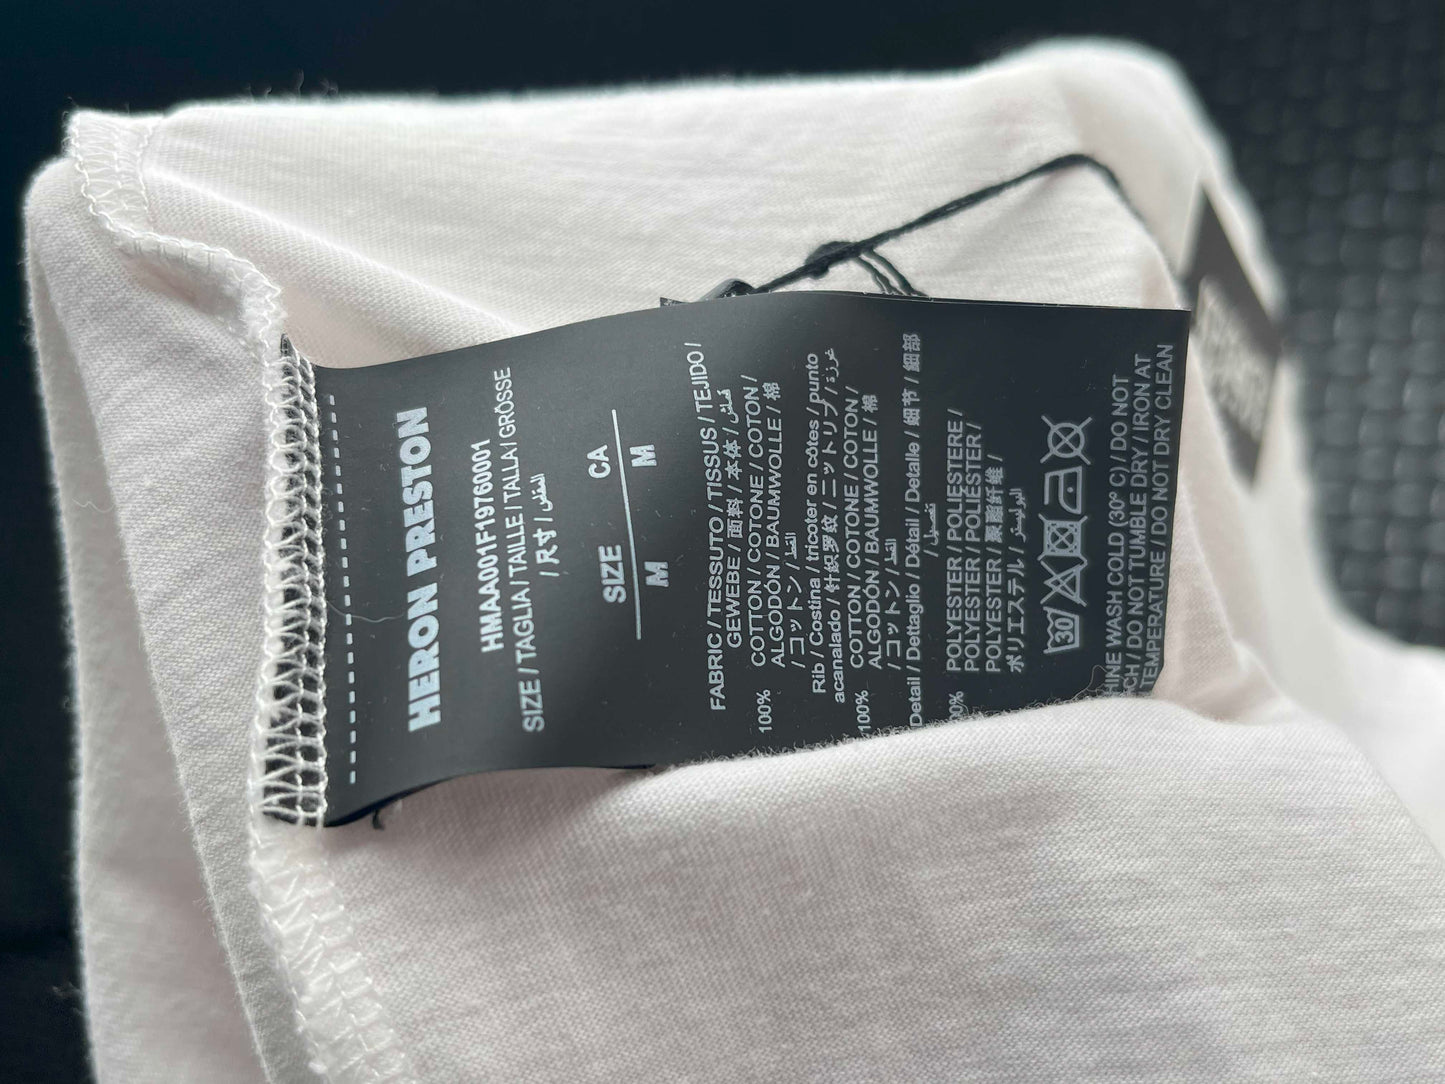 HERON PRESTON
HMAA001F1976001
SIZE / TAGLIA / TAILLE / TALLA / GRÖSSE
/ 尺寸 / المقاس
SIZE CA
M M
FABRIC / TESSUTO / TISSUS / TEJIDO /
GEWEBE / 面料 / 本体 / قماش
100% COTTON / COTONE / COTON /
ALGODÓN / BAUMWOLLE / 棉
/ コットン / القطن
Rib / Costina / tricoter en côtes / punto
acanalado / 针织罗纹 / ニットリブ / غرزة
100% COTTON / COTONE / COTON /
ALGODÓN / BAUMWOLLE / 棉
/ コットン / القطن
Detail / Dettaglio / Détail / Detalle / 细节 / 細部
/ تفصيل
POLYESTER / POLIESTERE /
POLYESTER / POLIESTER /
POLYESTER / 聚酯纤维 /
ポリエステル / البوليستر
30
WASH COLD (30° C) / DO NOT
/ DO NOT TUMBLE DRY / IRON AT
TEMPERATURE / DO NOT DRY CLEAN